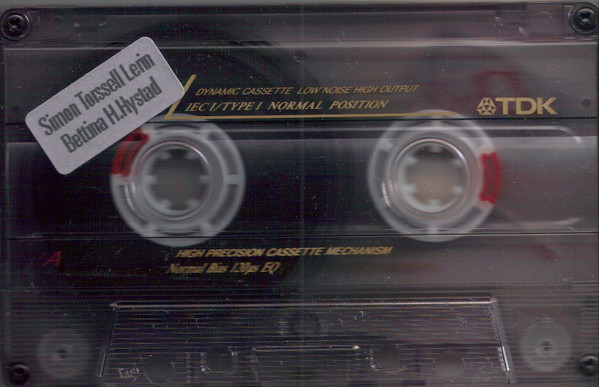 Simon Torssell Lerin
Bettina H.Hystad
DYNAMIC CASSETTE LOW NOISE HIGH OUTPUT
IEC I/TYPE I NORMAL POSITION
TDK
A
HIGH PRECISION CASSETTE MECHANISM
Normal Bias 120µs EQ